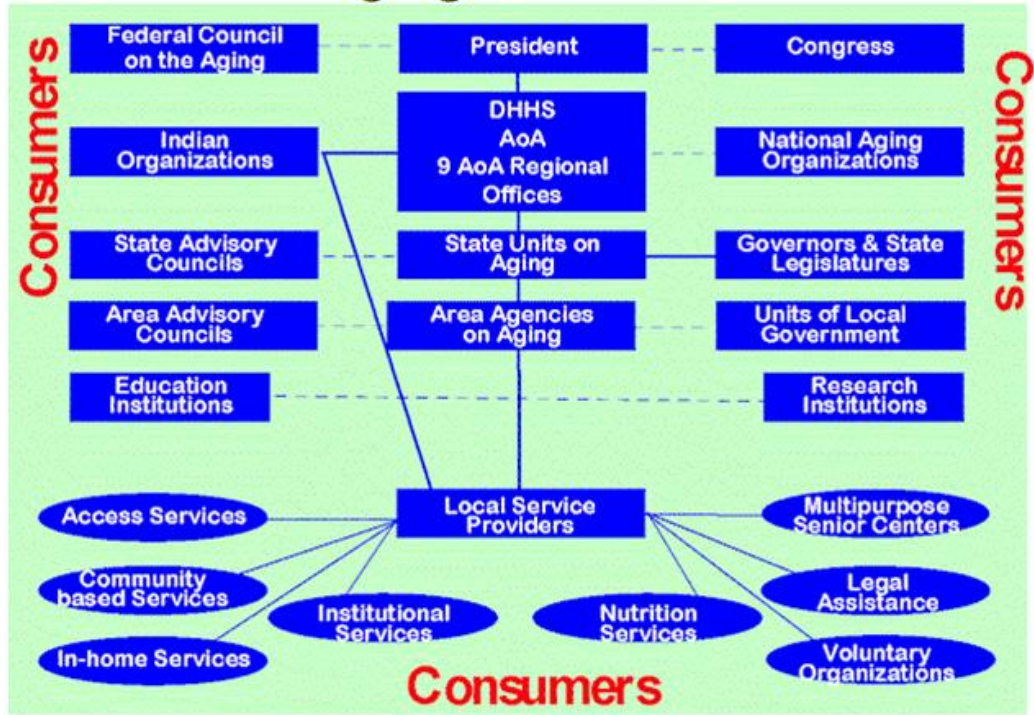 Consumers
Federal Council
on the Aging
President
Congress
Consumers
Indian
Organizations
DHHS
AoA
9 AoA Regional
Offices
National Aging
Organizations
State Advisory
Councils
State Units on
Aging
Governors & State
Legislatures
Area Advisory
Councils
Area Agencies
on Aging
Units of Local
Government
Education
Institutions
Research
Institutions
Local Service
Providers
Access Services
Community
based Services
In-home Services
Institutional
Services
Nutrition
Services
Multipurpose
Senior Centers
Legal
Assistance
Voluntary
Organizations
Consumers